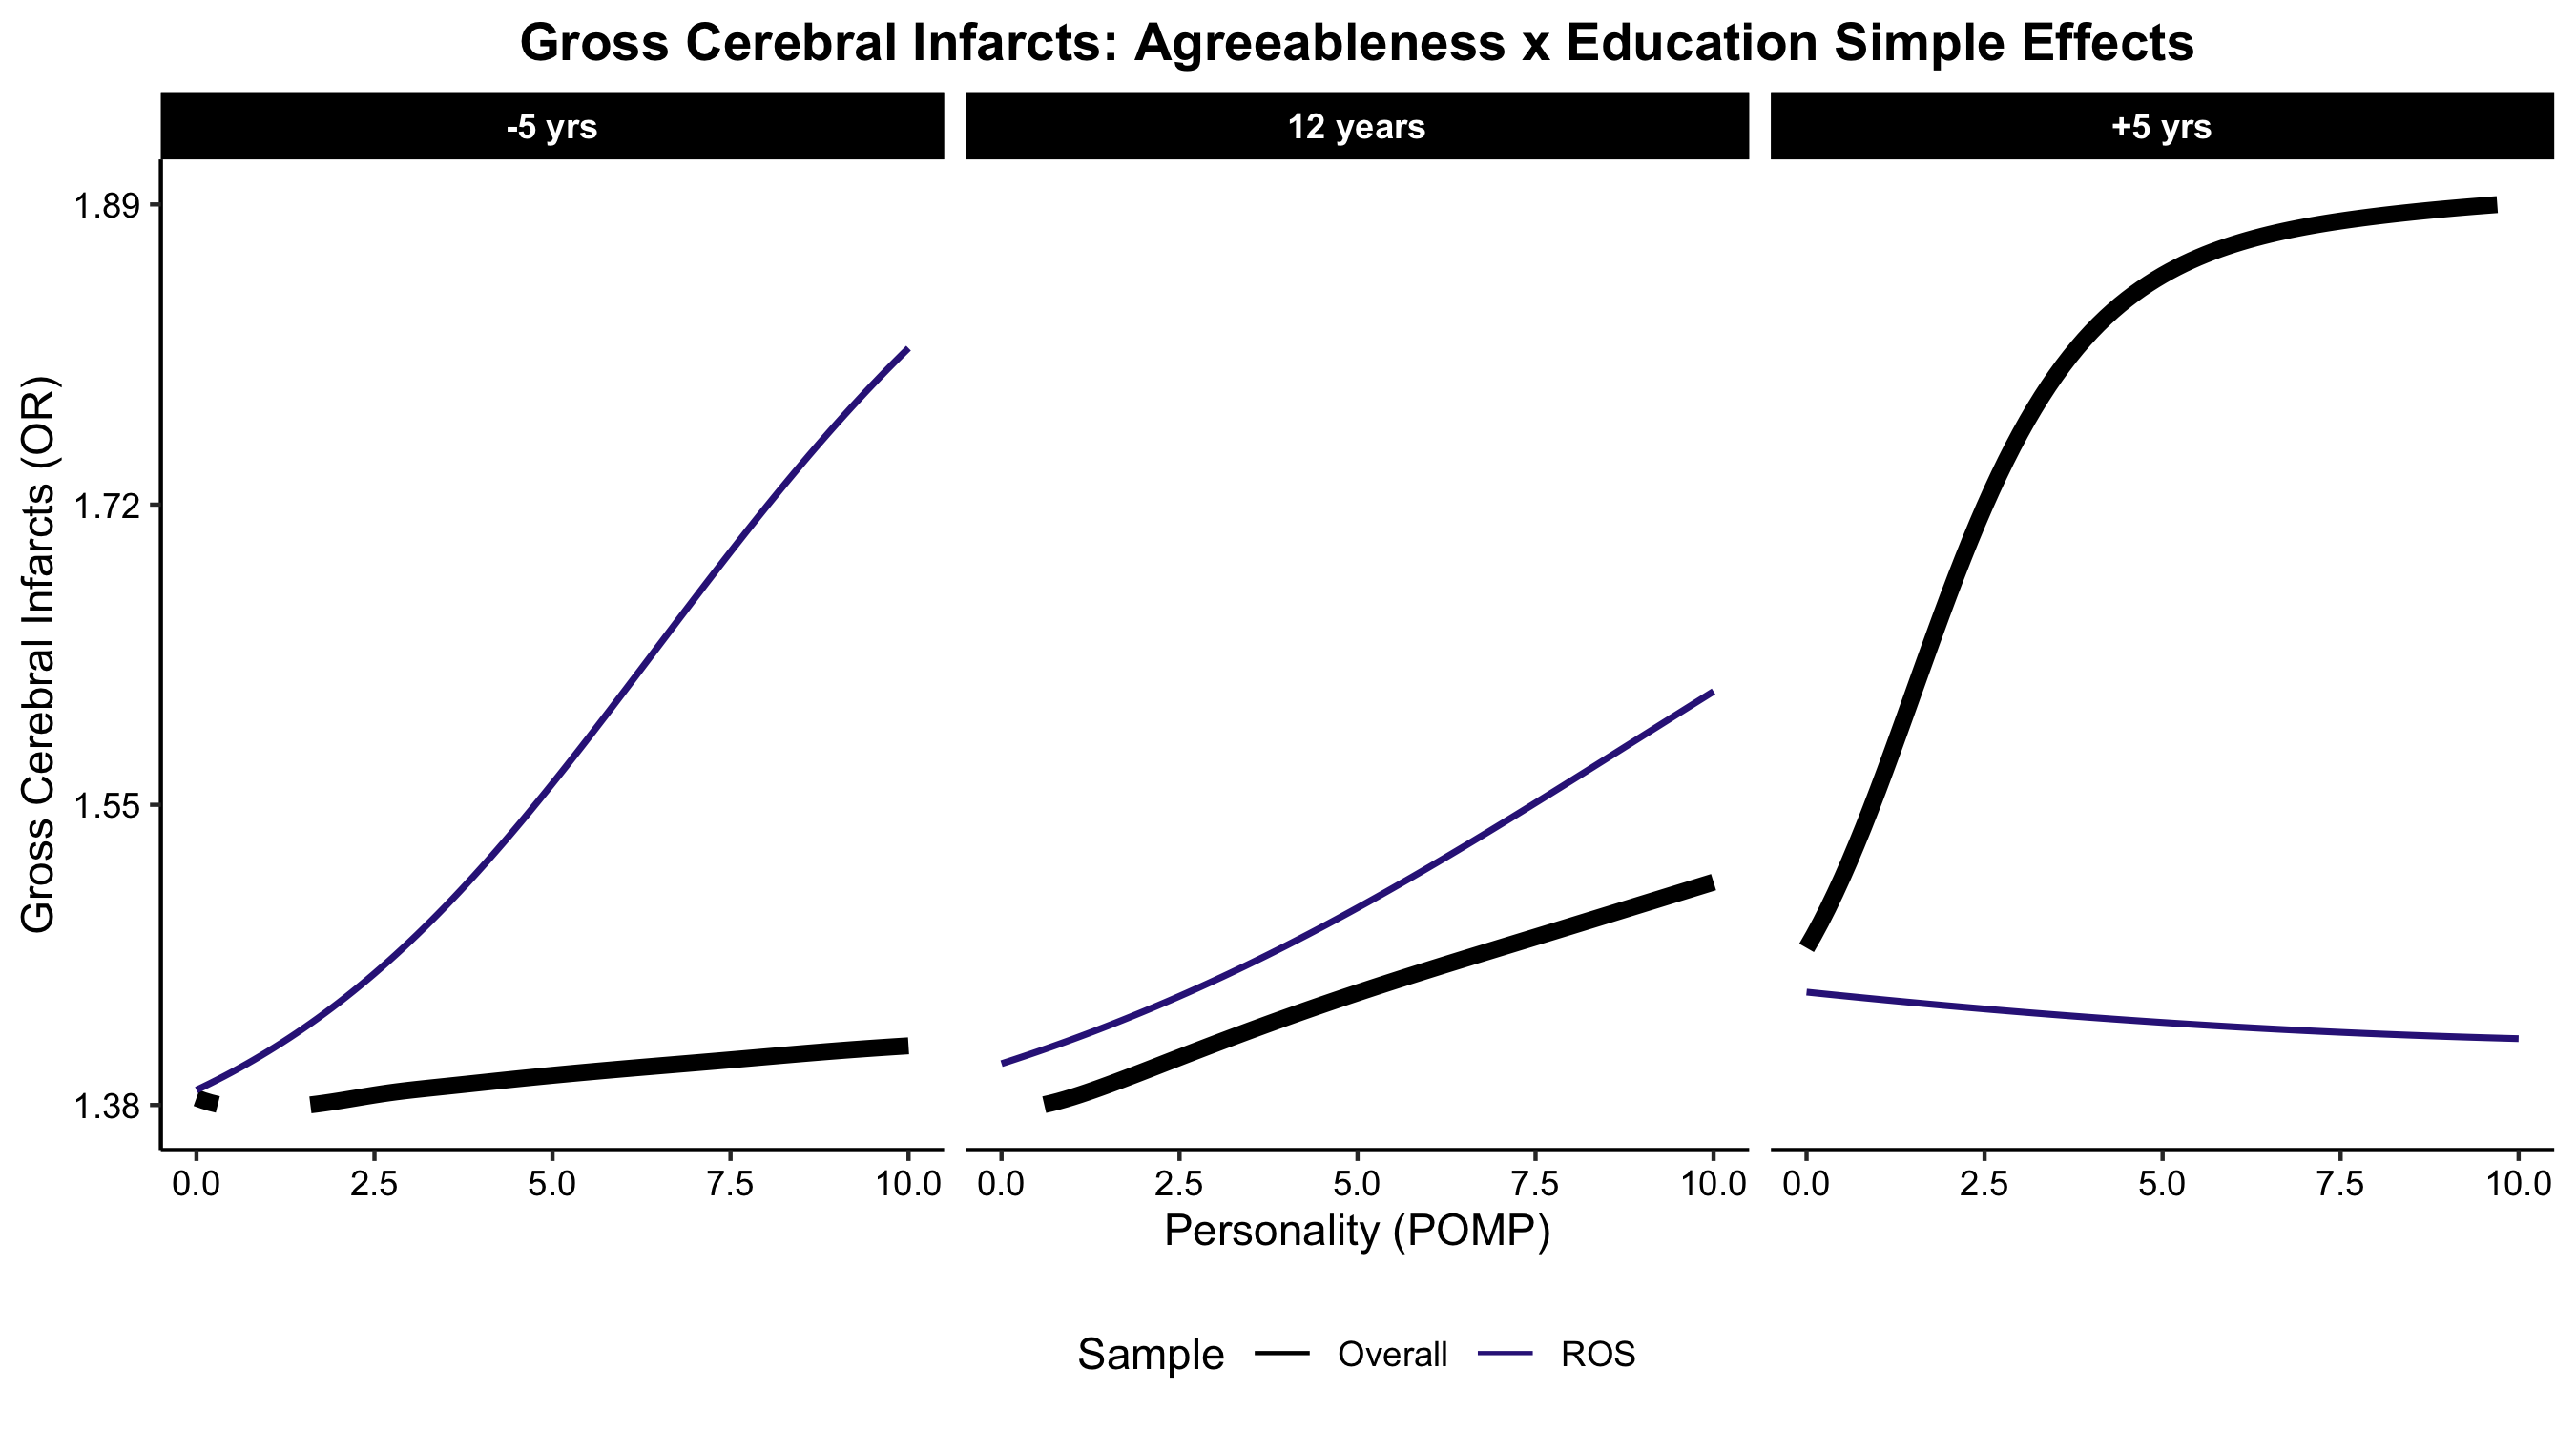 Gross Cerebral Infarcts: Agreeableness x Education Simple Effects
-5 yrs
12 years
+5 yrs
Gross Cerebral Infarcts (OR)
1.89
1.72
1.55
1.38
0.0 2.5 5.0 7.5 10.0
0.0 2.5 5.0 7.5 10.0
0.0 2.5 5.0 7.5 10.0
Personality (POMP)
Sample Overall ROS